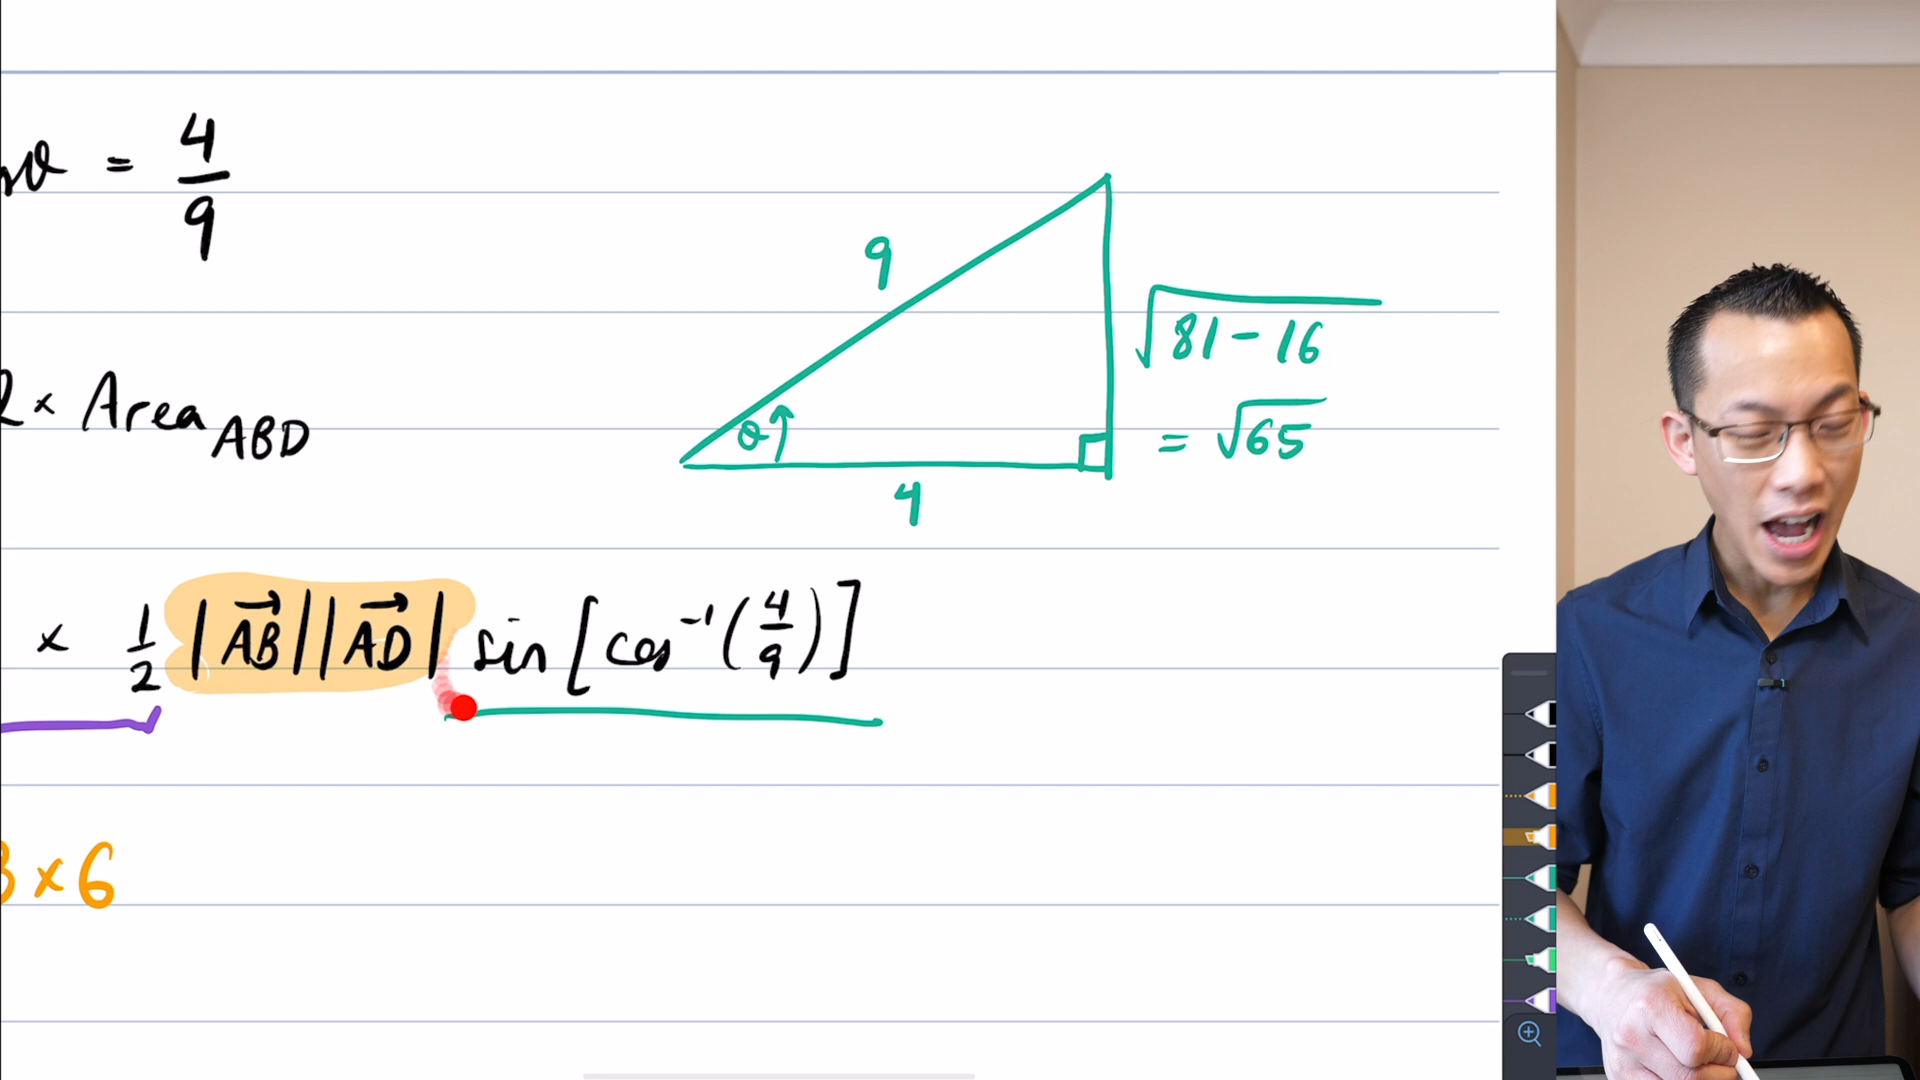 = 4/9
9
√81 - 16
θ
= √65
× Area ABD
4
× 1/2 |AB→||AD→| sin [cos⁻¹(4/9)]
× 6